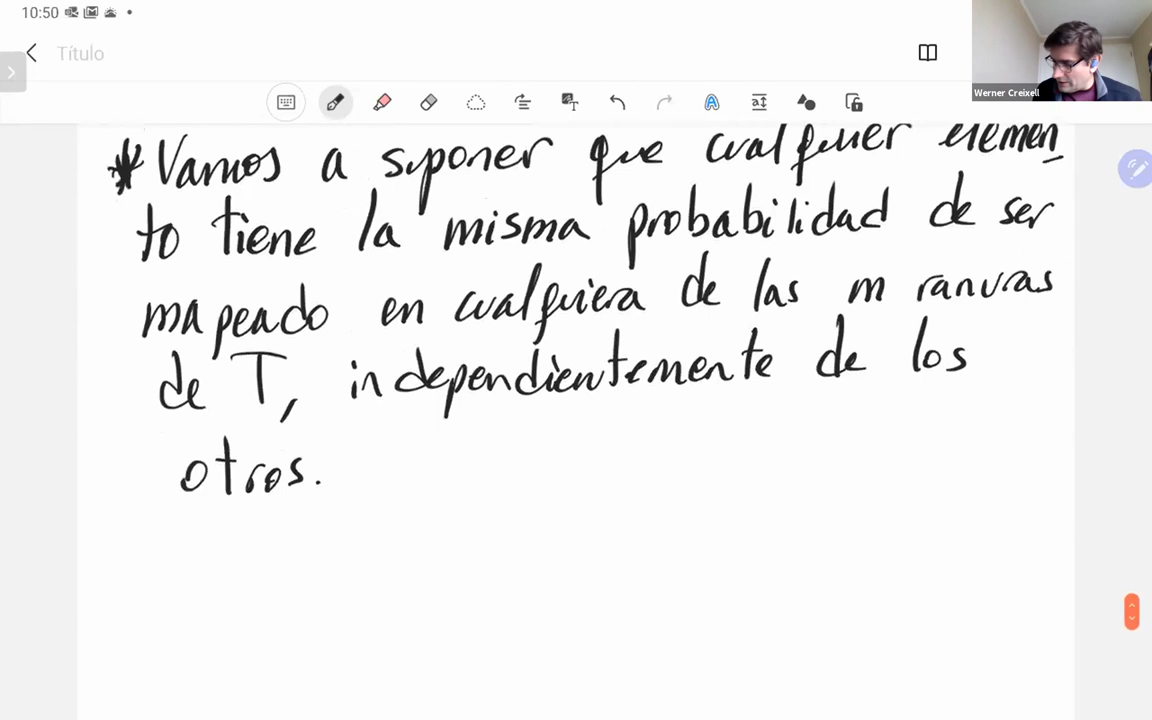 10:50
Título
Werner Creixell
* Vamos a suponer que cualquier elemen
to tiene la misma probabilidad de ser
mapeado en cualquiera de las m ranuras
de T, independientemente de los
otros.